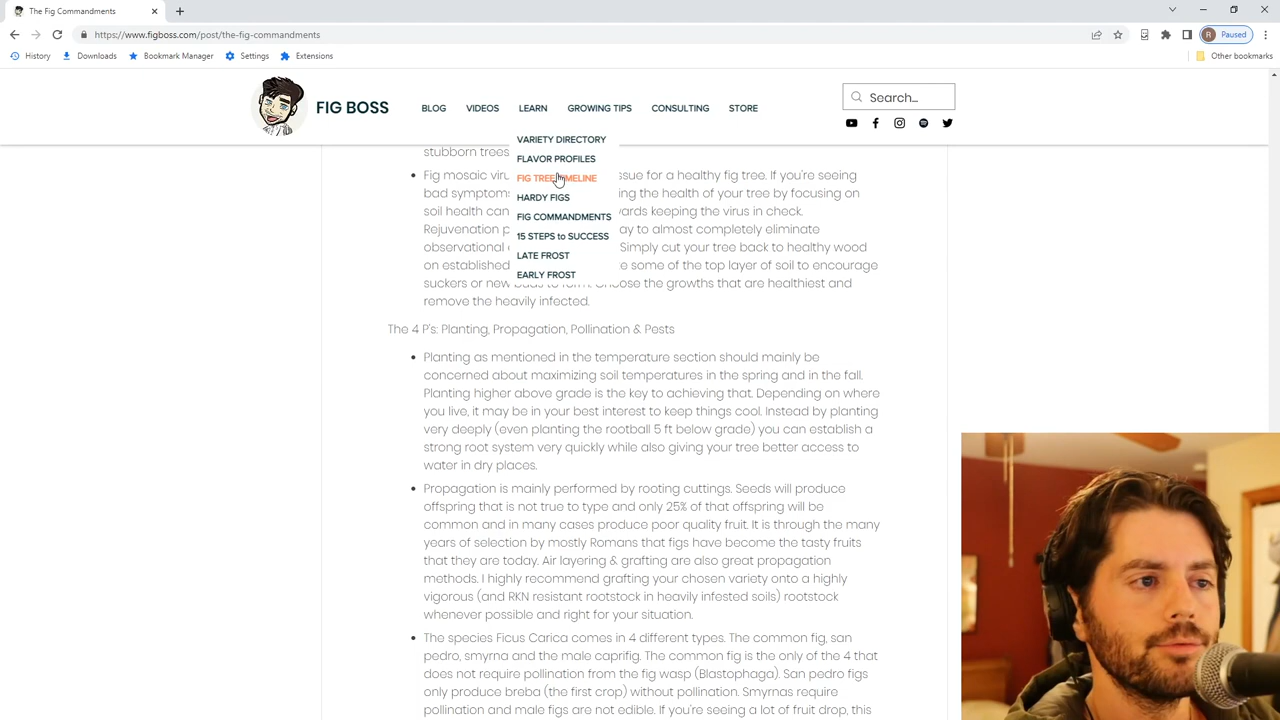 The Fig Commandments
https://www.figboss.com/post/the-fig-commandments
R Paused
History Downloads Bookmark Manager Settings Extensions Other bookmarks
FIG BOSS BLOG VIDEOS LEARN GROWING TIPS CONSULTING STORE Search...
VARIETY DIRECTORY
FLAVOR PROFILES
FIG TREE TIMELINE
HARDY FIGS
FIG COMMANDMENTS
15 STEPS to SUCCESS
LATE FROST
EARLY FROST
stubborn trees
Fig mosaic ssue for a healthy fig tree. If you're seeing
bad symptoms ing the health of your tree by focusing on
soil health can wards keeping the virus in check.
Rejuvenation ay to almost completely eliminate
observational Simply cut your tree back to healthy wood
on established some of the top layer of soil to encourage
suckers or new the growths that are healthiest and
remove the heavily infected.
The 4 P's: Planting, Propagation, Pollination & Pests
Planting as mentioned in the temperature section should mainly be
concerned about maximizing soil temperatures in the spring and in the fall.
Planting higher above grade is the key to achieving that. Depending on where
you live, it may be in your best interest to keep things cool. Instead by planting
very deeply (even planting the rootball 5 ft below grade) you can establish a
strong root system very quickly while also giving your tree better access to
water in dry places.
Propagation is mainly performed by rooting cuttings. Seeds will produce
offspring that is not true to type and only 25% of that offspring will be
common and in many cases produce poor quality fruit. It is through the many
years of selection by mostly Romans that figs have become the tasty fruits
that they are today. Air layering & grafting are also great propagation
methods. I highly recommend grafting your chosen variety onto a highly
vigorous (and RKN resistant rootstock in heavily infested soils) rootstock
whenever possible and right for your situation.
The species Ficus Carica comes in 4 different types. The common fig, san
pedro, smyrna and the male caprifig. The common fig is the only of the 4 that
does not require pollination from the fig wasp (Blastophaga). San pedro figs
only produce breba (the first crop) without pollination. Smyrnas require
pollination and male figs are not edible. If you're seeing a lot of fruit drop, this